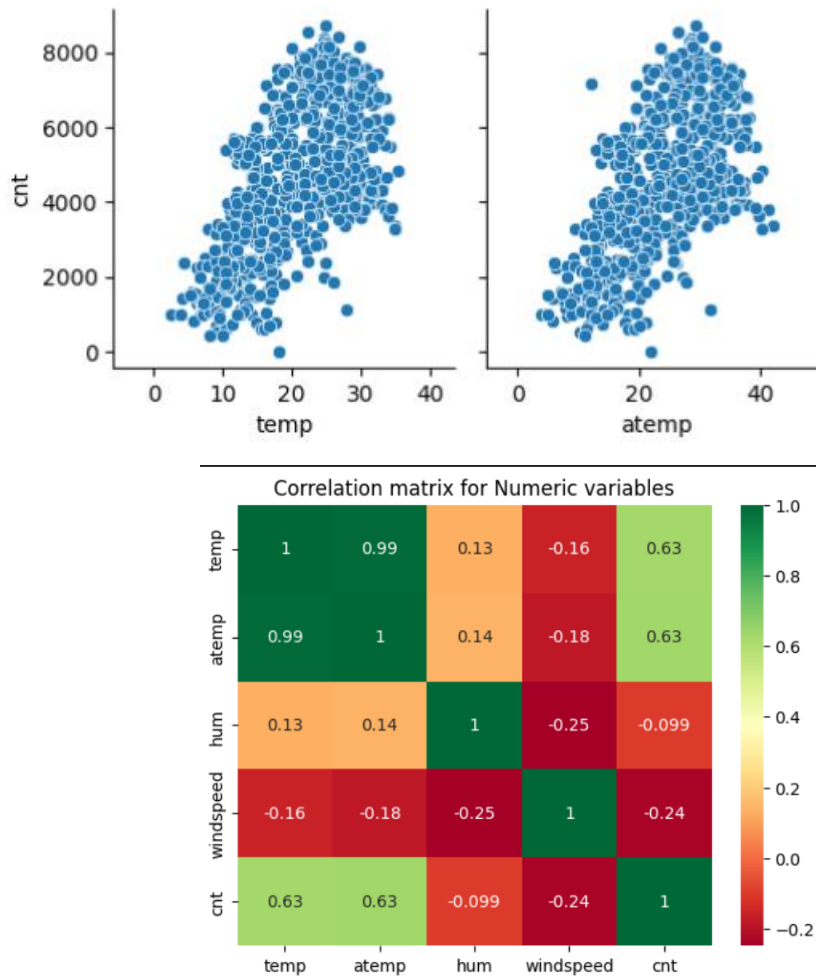 8000
6000
4000
2000
0
cnt
0 10 20 30 40
temp
0 20 40
atemp
Correlation matrix for Numeric variables
temp 1 0.99 0.13 -0.16 0.63
atemp 0.99 1 0.14 -0.18 0.63
hum 0.13 0.14 1 -0.25 -0.099
windspeed -0.16 -0.18 -0.25 1 -0.24
cnt 0.63 0.63 -0.099 -0.24 1
temp atemp hum windspeed cnt
1.0
0.8
0.6
0.4
0.2
0.0
−0.2